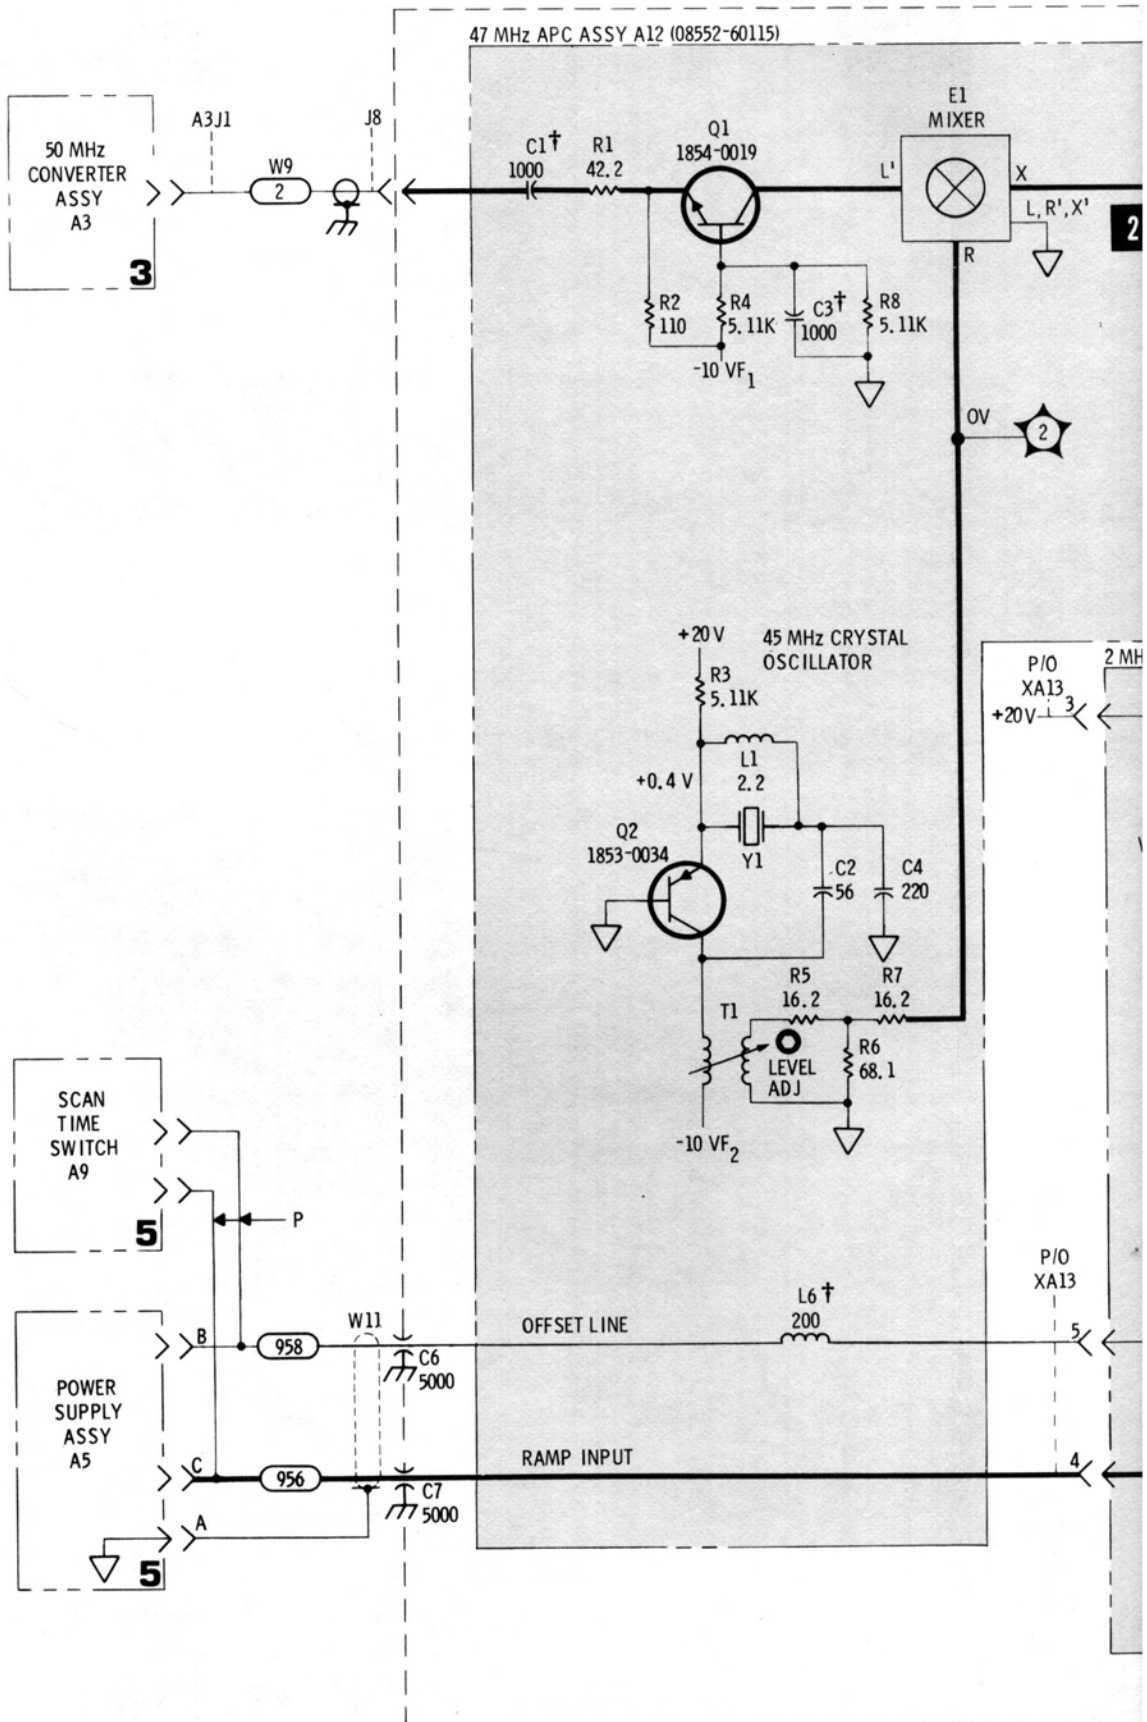 47 MHz APC ASSY A12 (08552-60115)
50 MHz
CONVERTER
ASSY
A3
3
A3J1
W9
2
J8
C1†
1000
R1
42.2
Q1
1854-0019
E1
MIXER
L'
X
L, R', X'
R
2
R2
110
R4
5.11K
C3†
1000
R8
5.11K
-10 VF1
0V
2
45 MHz CRYSTAL
OSCILLATOR
+20V
R3
5.11K
L1
2.2
+0.4 V
Y1
Q2
1853-0034
C2
56
C4
220
P/O
XA13
+20V
3
2 MH
R5
16.2
R7
16.2
T1
LEVEL
ADJ
R6
68.1
-10 VF2
SCAN
TIME
SWITCH
A9
5
P
POWER
SUPPLY
ASSY
A5
5
B
958
W11
C6
5000
OFFSET LINE
L6†
200
P/O
XA13
5
C
956
C7
5000
RAMP INPUT
4
A